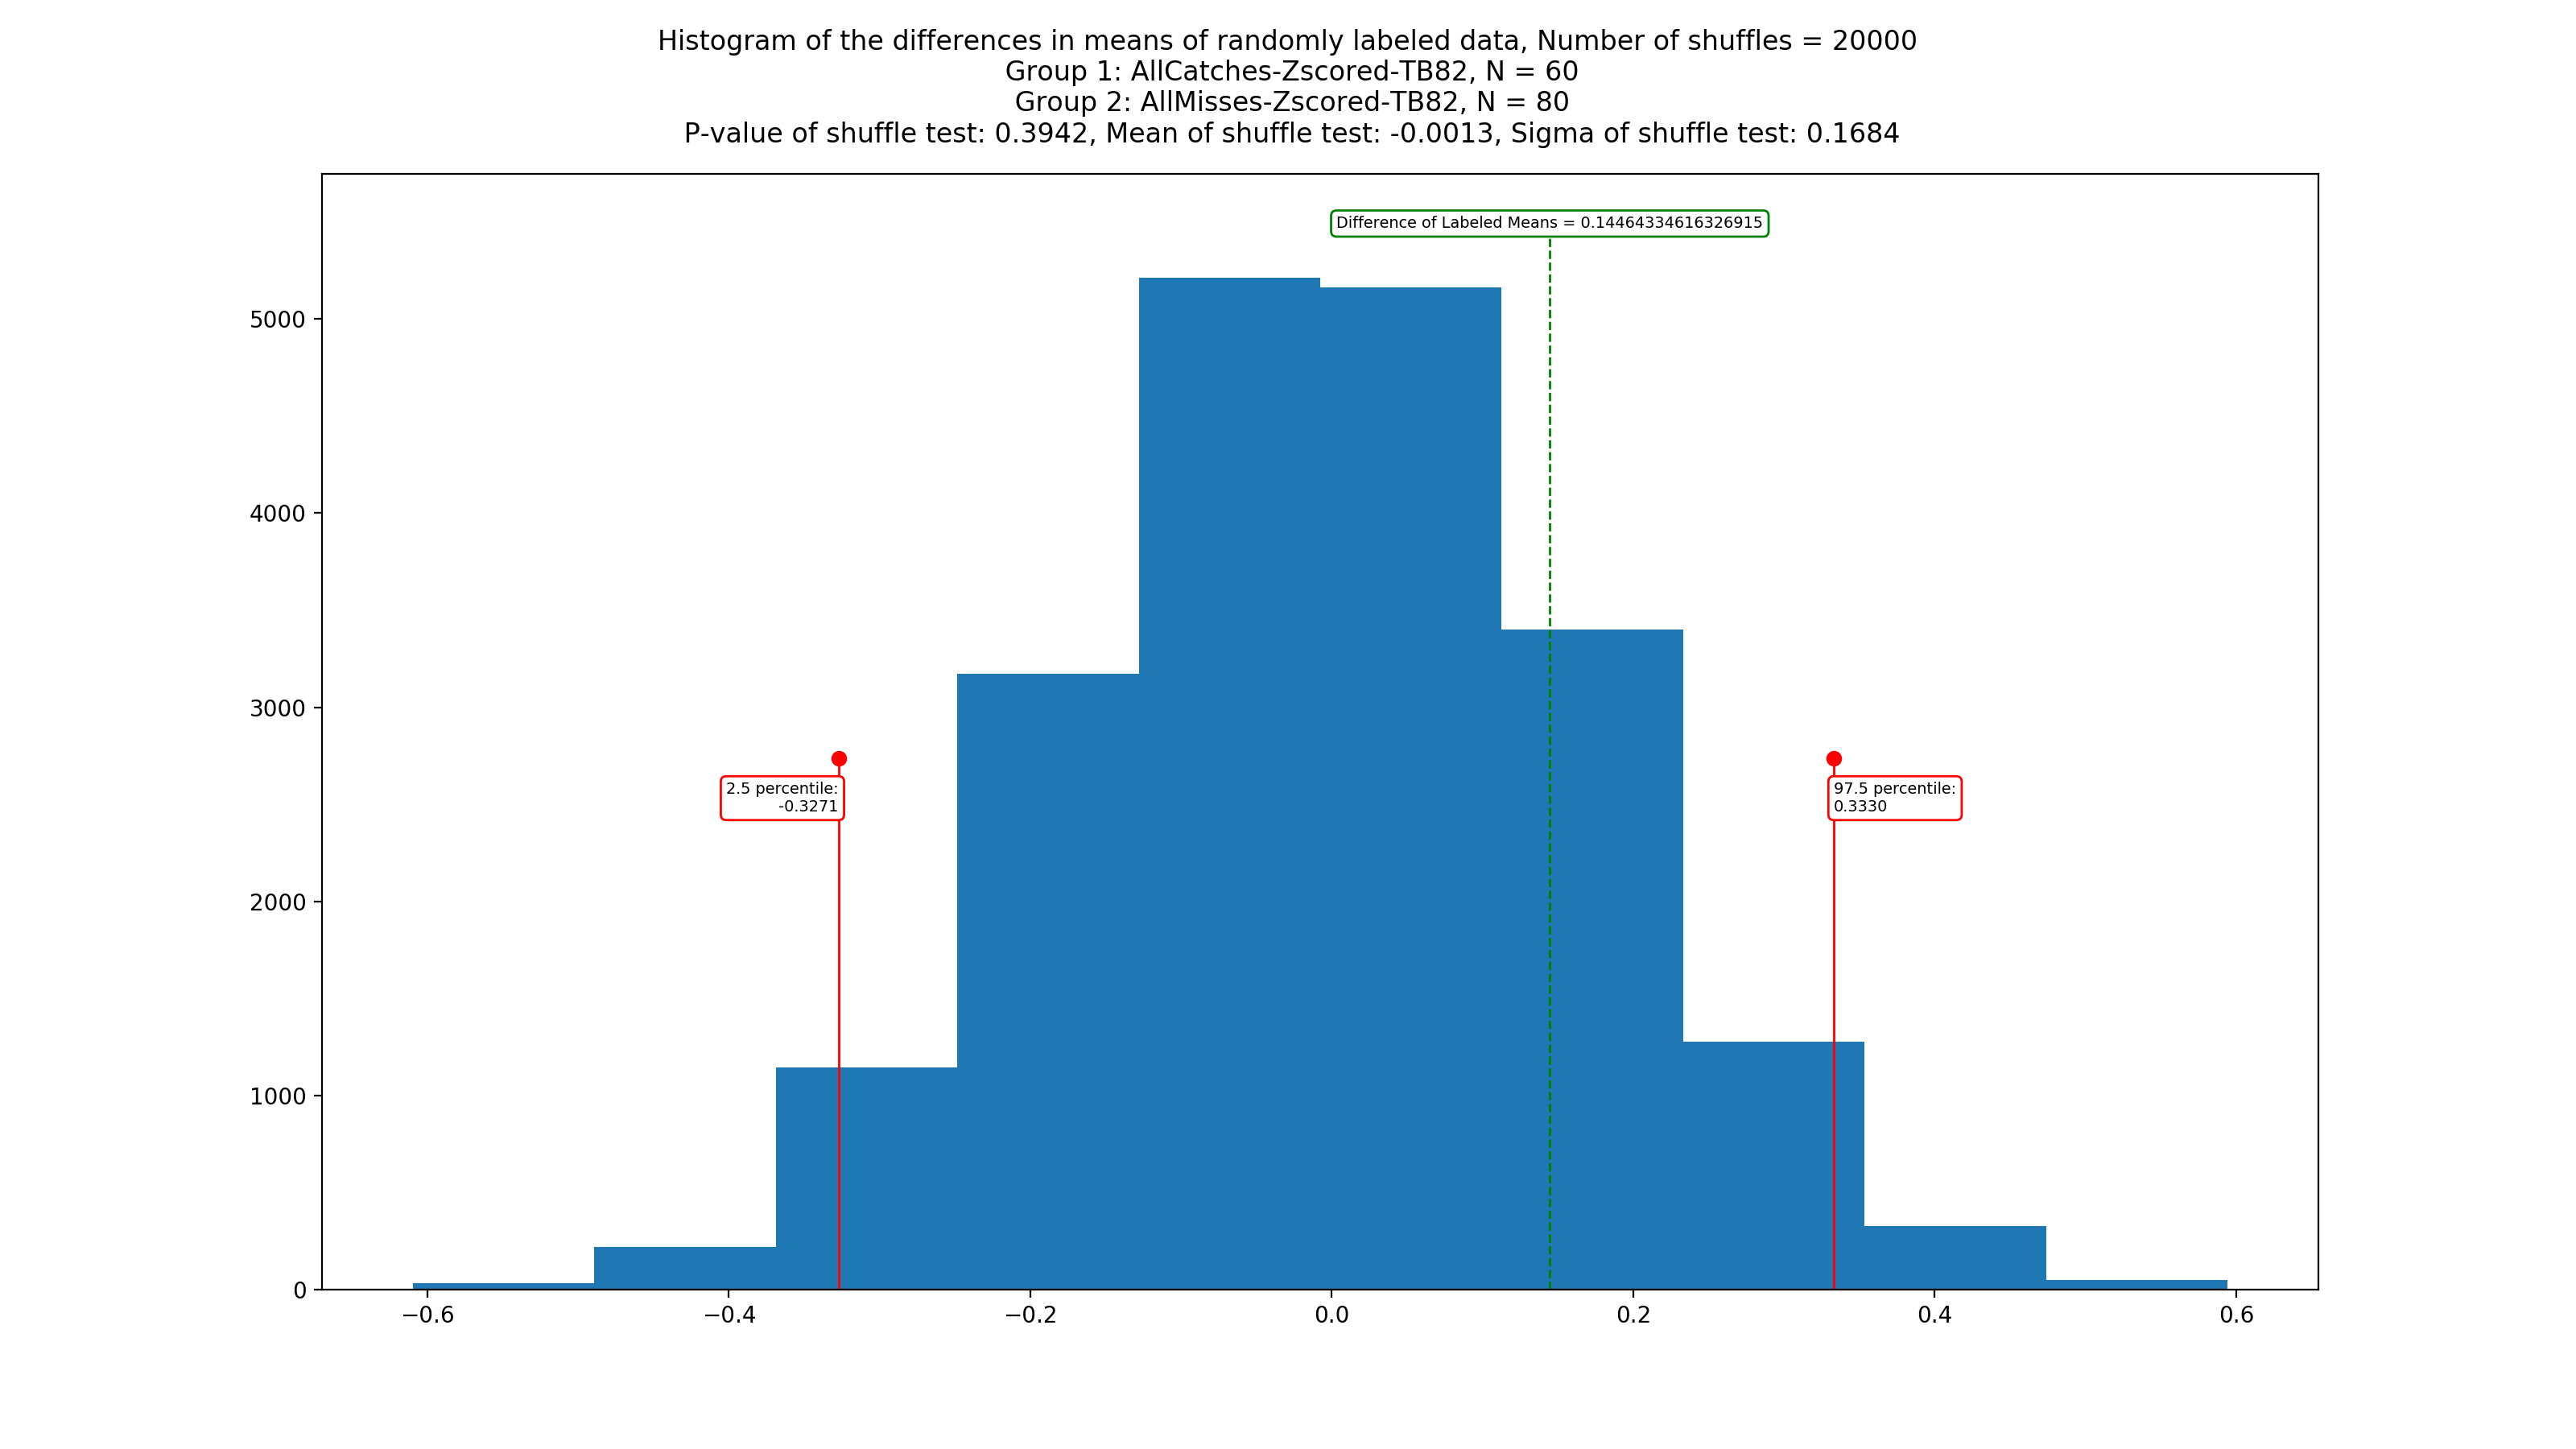 Histogram of the differences in means of randomly labeled data, Number of shuffles = 20000
Group 1: AllCatches-Zscored-TB82, N = 60
Group 2: AllMisses-Zscored-TB82, N = 80
P-value of shuffle test: 0.3942, Mean of shuffle test: -0.0013, Sigma of shuffle test: 0.1684
Difference of Labeled Means = 0.14464334616326915
5000
4000
3000
2.5 percentile:
-0.3271
97.5 percentile:
0.3330
2000
1000
0
−0.6
−0.4
−0.2
0.0
0.2
0.4
0.6